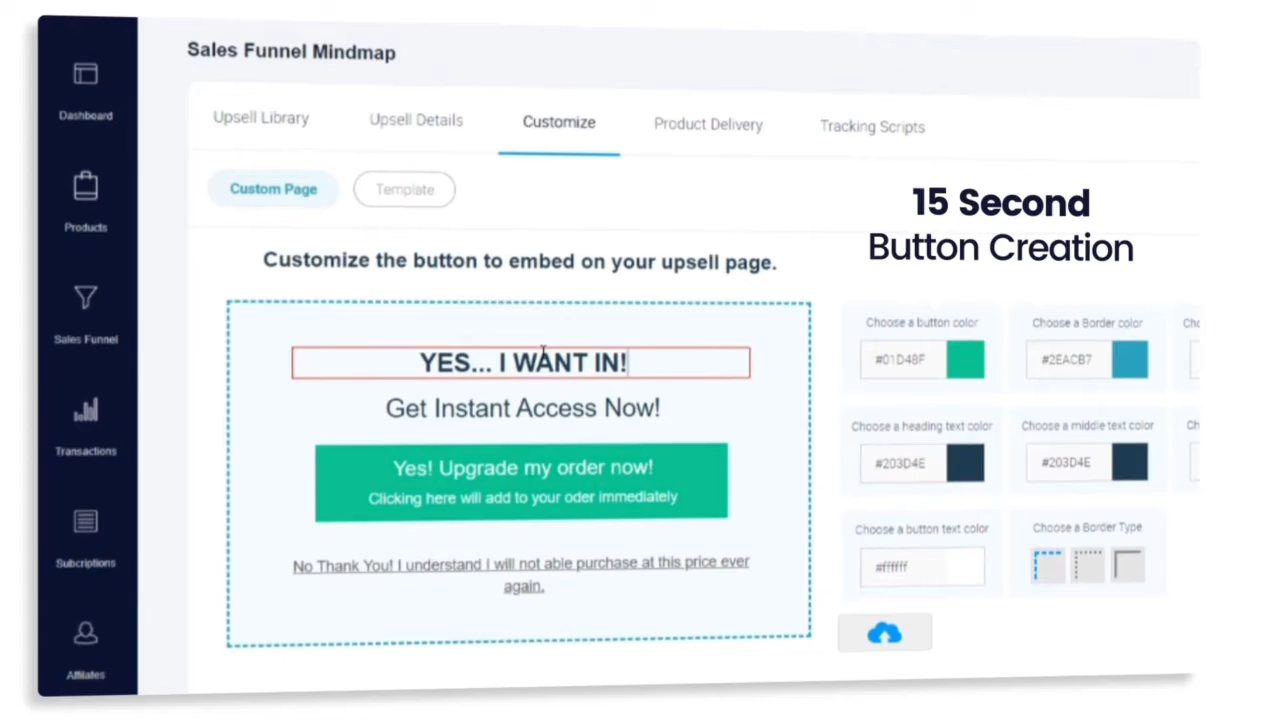 Sales Funnel Mindmap
Dashboard
Products
Sales Funnel
Transactions
Subcriptions
Affiliates
Upsell Library
Upsell Details
Customize
Product Delivery
Tracking Scripts
Custom Page
Template
15 Second
Button Creation
Customize the button to embed on your upsell page.
YES... I WANT IN!
Get Instant Access Now!
Yes! Upgrade my order now!
Clicking here will add to your oder immediately
No Thank You! I understand I will not able purchase at this price ever
again.
Choose a button color
#01D48F
Choose a Border color
#2EACB7
Choose a heading text color
#203D4E
Choose a middle text color
#203D4E
Choose a button text color
#ffffff
Choose a Border Type